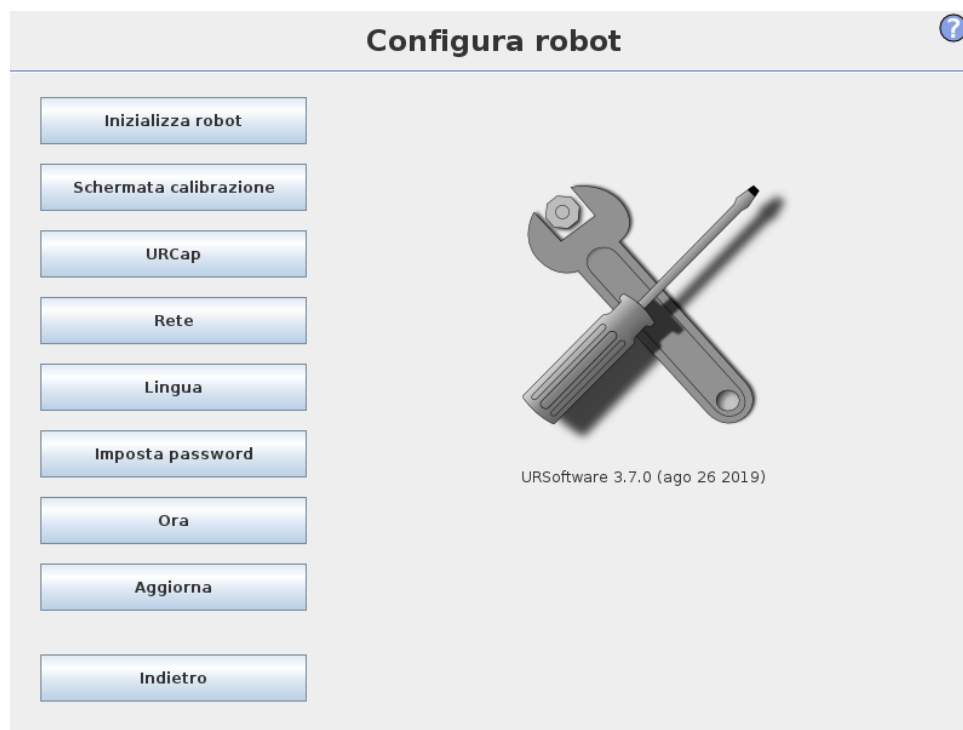 Configura robot
?
Inizializza robot
Schermata calibrazione
URCap
Rete
Lingua
Imposta password
Ora
Aggiorna
Indietro
URSoftware 3.7.0 (ago 26 2019)